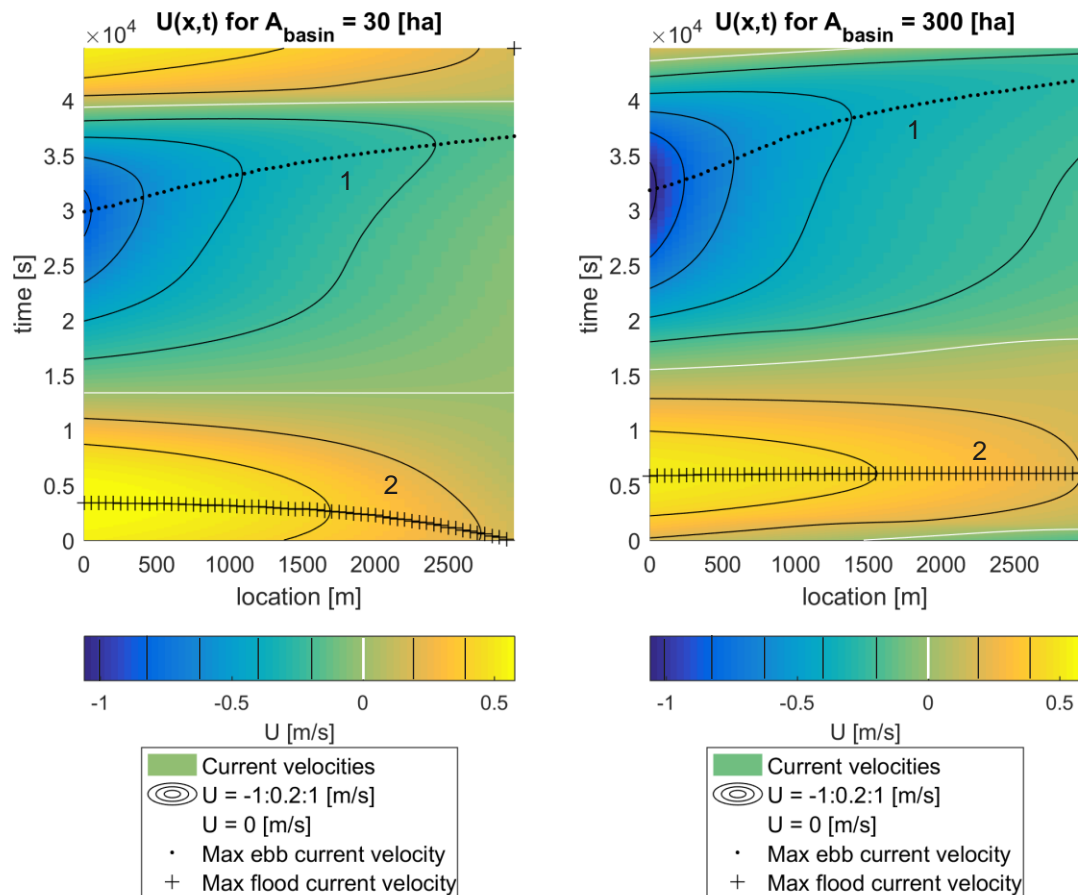 U(x,t) for A_basin = 30 [ha]
×10⁴
4
3.5
3
2.5
2
1.5
1
0.5
0
time [s]
1
2
0 500 1000 1500 2000 2500
location [m]
-1 -0.5 0 0.5
U [m/s]
Current velocities
U = -1:0.2:1 [m/s]
U = 0 [m/s]
Max ebb current velocity
Max flood current velocity
U(x,t) for A_basin = 300 [ha]
×10⁴
4
3.5
3
2.5
2
1.5
1
0.5
0
time [s]
1
2
0 500 1000 1500 2000 2500
location [m]
-1 -0.5 0 0.5
U [m/s]
Current velocities
U = -1:0.2:1 [m/s]
U = 0 [m/s]
Max ebb current velocity
Max flood current velocity